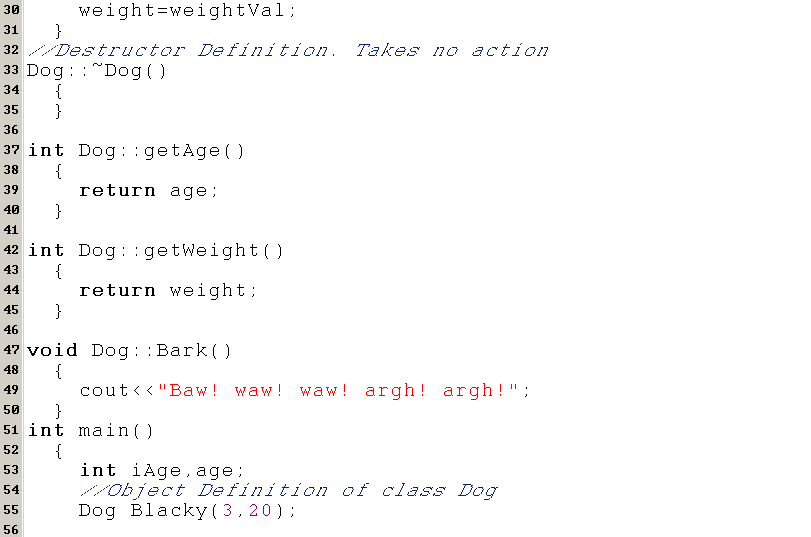 30 weight=weightVal;
31 }
32 //Destructor Definition. Takes no action
33 Dog::~Dog()
34 {
35 }
36
37 int Dog::getAge()
38 {
39 return age;
40 }
41
42 int Dog::getWeight()
43 {
44 return weight;
45 }
46
47 void Dog::Bark()
48 {
49 cout<<"Baw! waw! waw! argh! argh!";
50 }
51 int main()
52 {
53 int iAge,age;
54 //Object Definition of class Dog
55 Dog Blacky(3,20);
56